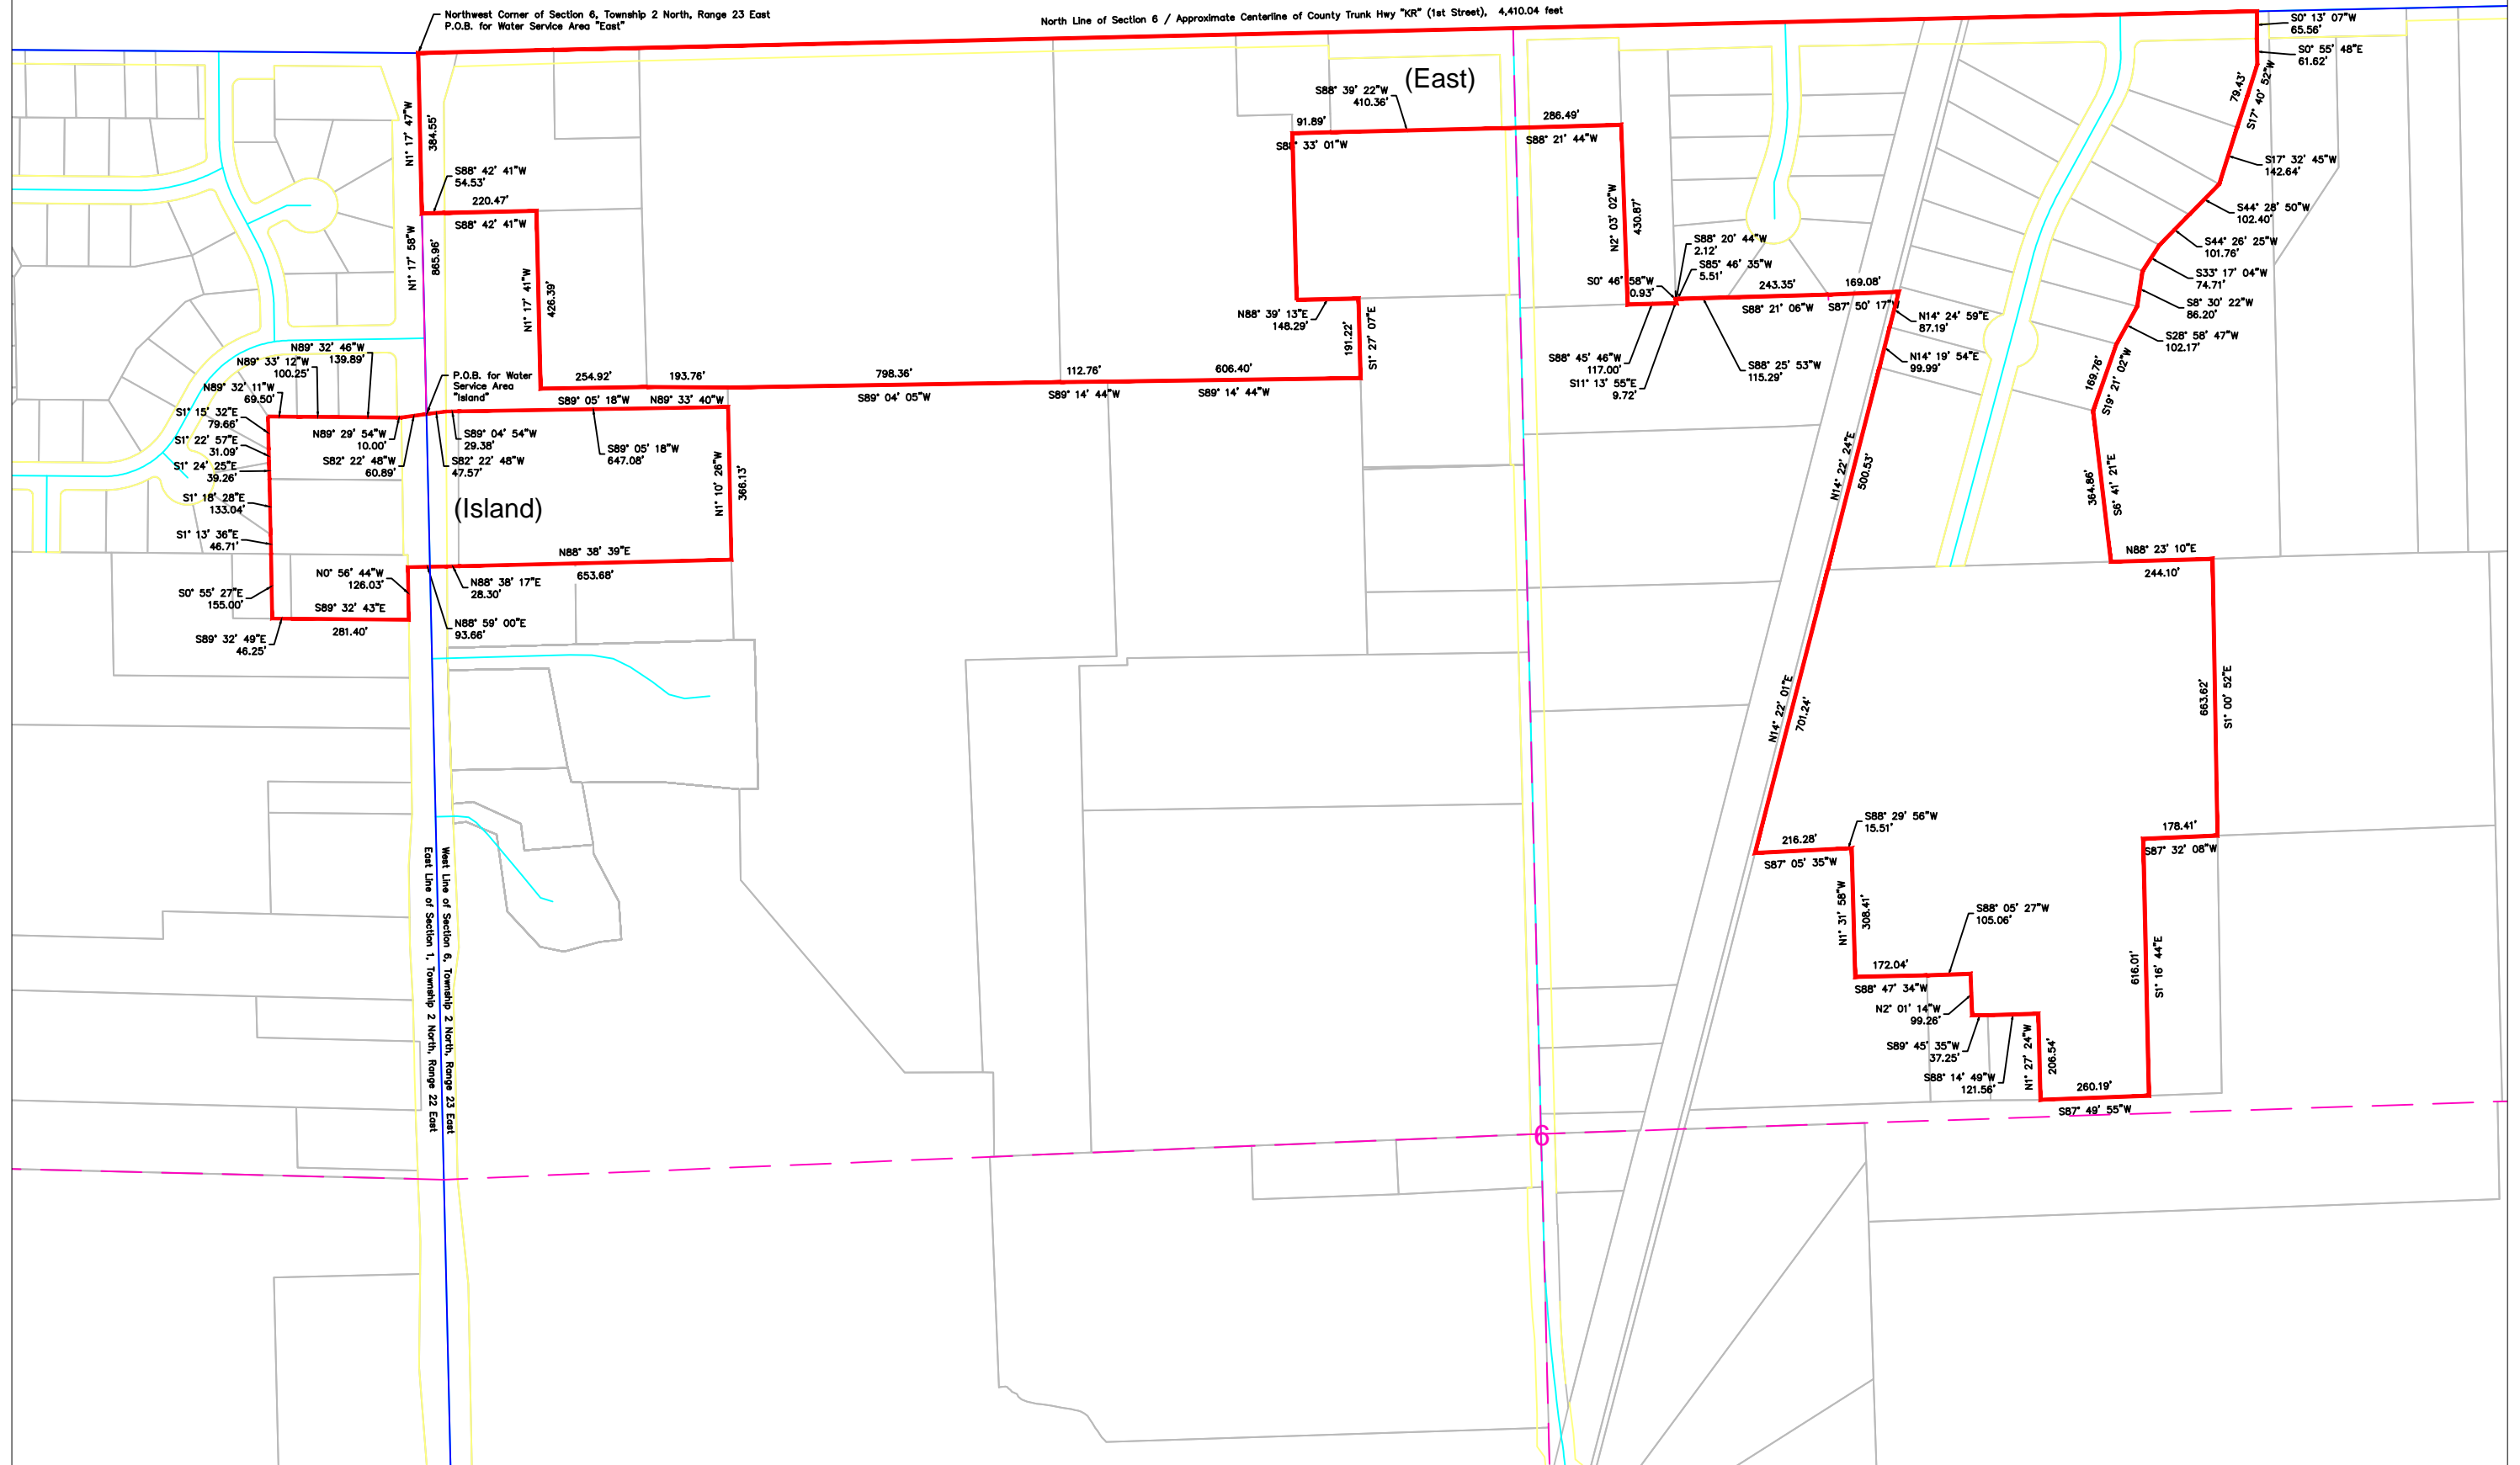 Northwest Corner of Section 6, Township 2 North, Range 23 East
P.O.B. for Water Service Area "East"
North Line of Section 6 / Approximate Centerline of County Trunk Hwy "KR" (1st Street), 4,410.04 feet
S0° 13' 07"W
65.56'
S0° 55' 48"E
61.62'
79.43'
S17° 40' 52"W
S17° 32' 45"W
142.64'
S44° 28' 50"W
102.40'
S44° 26' 25"W
101.76'
S33° 17' 04"W
74.71'
S8° 30' 22"W
86.20'
S28° 58' 47"W
102.17'
169.76'
S19° 21' 02"W
364.86'
S6° 41' 21"E
N88° 23' 10"E
244.10'
663.62'
S1° 00' 52"E
178.41'
S87° 32' 08"W
616.01'
S1° 16' 44"E
260.19'
S87° 49' 55"W
N1° 27' 24"W
206.54'
S88° 14' 49"W
121.56'
S89° 45' 35"W
37.25'
N2° 01' 14"W
99.26'
S88° 05' 27"W
105.06'
172.04'
S88° 47' 34"W
N1° 31' 58"W
308.41'
S88° 29' 56"W
15.51'
216.28'
S87° 05' 35"W
N14° 22' 01"E
701.24'
N14° 22' 24"E
500.53'
N14° 19' 54"E
99.99'
N14° 24' 59"E
87.19'
169.08'
S87° 50' 17"W
243.35'
S88° 21' 06"W
S88° 25' 53"W
115.29'
S85° 46' 35"W
5.51'
S88° 20' 44"W
2.12'
S0° 46' 58"W
0.93'
S11° 13' 55"E
9.72'
S88° 45' 46"W
117.00'
N2° 03' 02"W
430.87'
286.49'
S88° 21' 44"W
(East)
S88° 39' 22"W
410.36'
91.89'
S88° 33' 01"W
N88° 39' 13"E
148.29'
191.22'
S1° 27' 07"E
606.40'
S89° 14' 44"W
112.76'
S89° 14' 44"W
798.36'
S89° 04' 05"W
193.76'
N89° 33' 40"W
254.92'
S89° 05' 18"W
N1° 17' 41"W
426.39'
220.47'
S88° 42' 41"W
S88° 42' 41"W
54.53'
N1° 17' 47"W
384.55'
N1° 17' 58"W
865.96'
P.O.B. for Water
Service Area
"Island"
N89° 32' 46"W
139.89'
N89° 33' 12"W
100.25'
N89° 32' 11"W
69.50'
S1° 15' 32"E
79.66'
S1° 22' 57"E
31.09'
S1° 24' 25"E
39.26'
S1° 18' 28"E
133.04'
S1° 13' 36"E
46.71'
S0° 55' 27"E
155.00'
S89° 32' 49"E
46.25'
S89° 32' 43"E
281.40'
N0° 56' 44"W
126.03'
N88° 59' 00"E
93.66'
N88° 38' 17"E
28.30'
N88° 38' 39"E
653.68'
N1° 10' 26"W
366.13'
S89° 05' 18"W
647.08'
S89° 04' 54"W
29.38'
S82° 22' 48"W
47.57'
S82° 22' 48"W
60.89'
N89° 29' 54"W
10.00'
(Island)
West Line of Section 6, Township 2 North, Range 23 East
East Line of Section 1, Township 2 North, Range 22 East
6